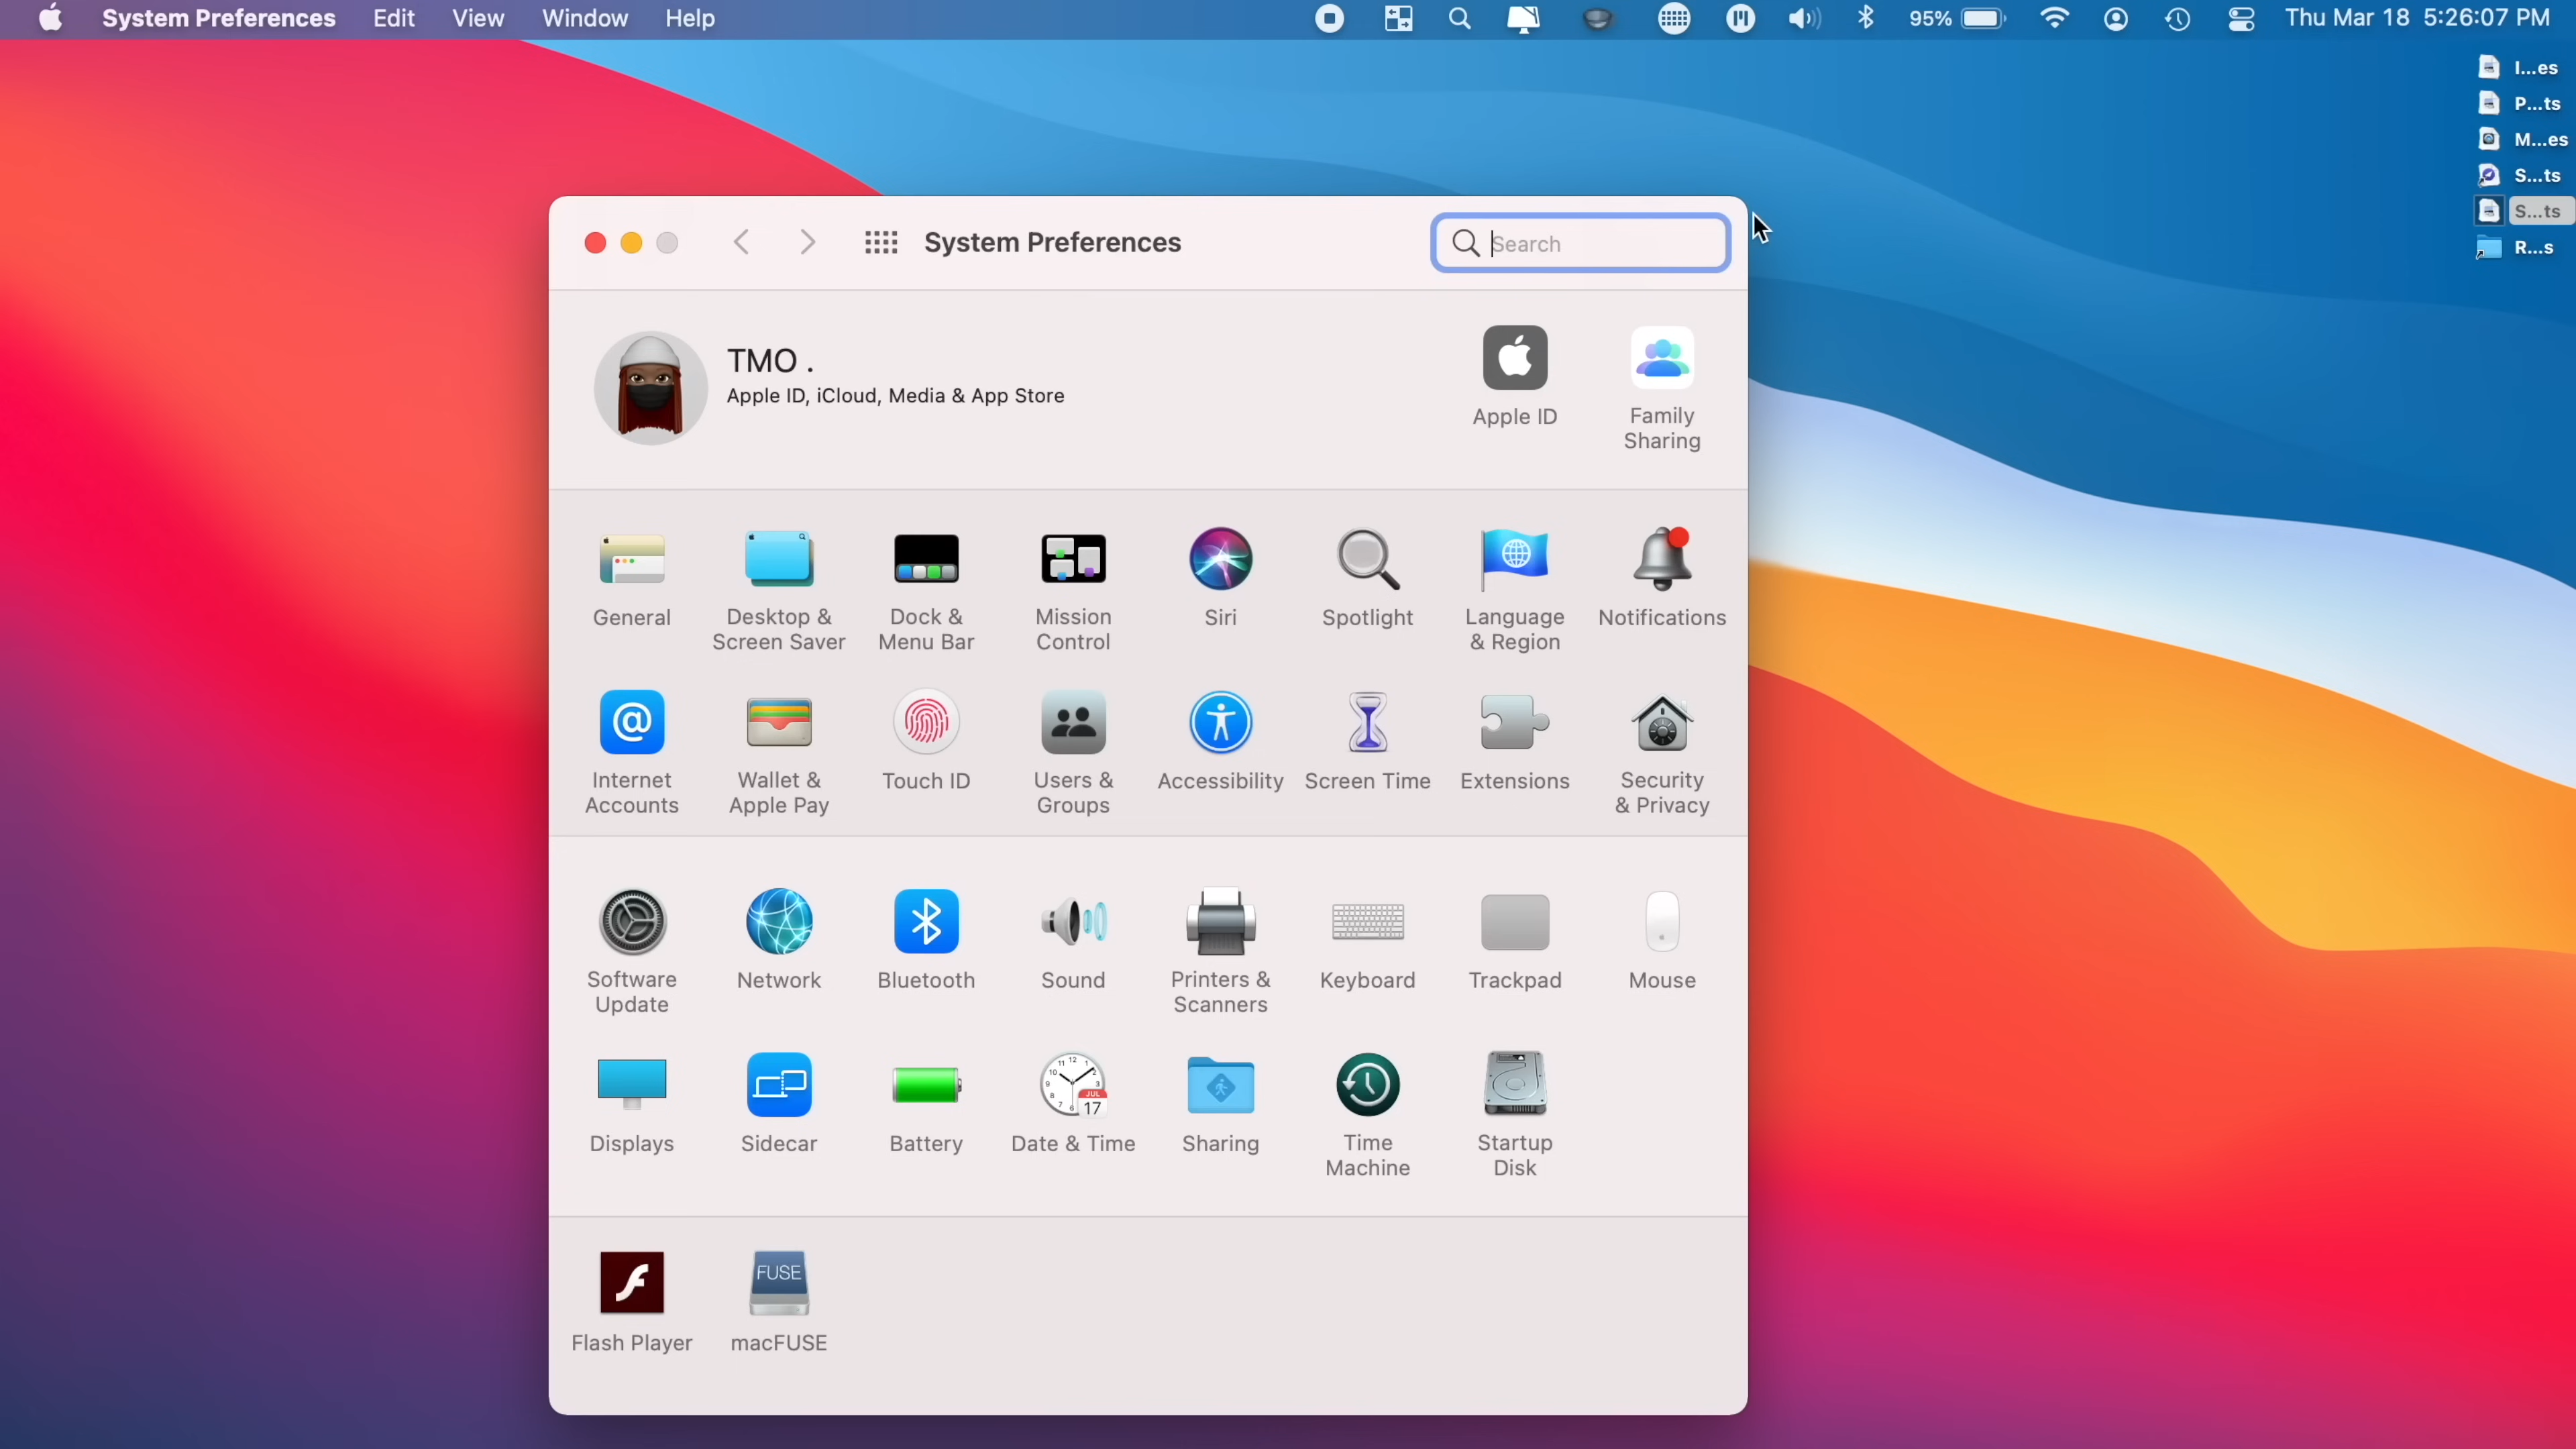 System Preferences Edit View Window Help 95% Thu Mar 18 5:26:07 PM
I...es
P...ts
M...es
S...ts
S...ts
R...s
System Preferences Search
TMO .
Apple ID, iCloud, Media & App Store
Apple ID Family
Sharing
General Desktop & Dock & Mission Siri Spotlight Language Notifications
Screen Saver Menu Bar Control & Region
Internet Wallet & Touch ID Users & Accessibility Screen Time Extensions Security
Accounts Apple Pay Groups & Privacy
Software Network Bluetooth Sound Printers & Keyboard Trackpad Mouse
Update Scanners
JUL
17
Displays Sidecar Battery Date & Time Sharing Time Startup
Machine Disk
FUSE
Flash Player macFUSE